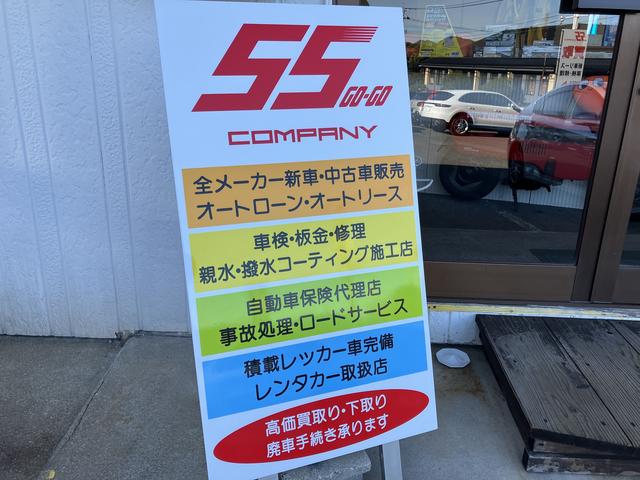 55
GO-GO
COMPANY
全メーカー新車・中古車販売
オートローン・オートリース
車検・板金・修理
親水・撥水コーティング施工店
自動車保険代理店
事故処理・ロードサービス
積載レッカー車完備
レンタカー取扱店
高価買取り・下取り
廃車手続き承ります